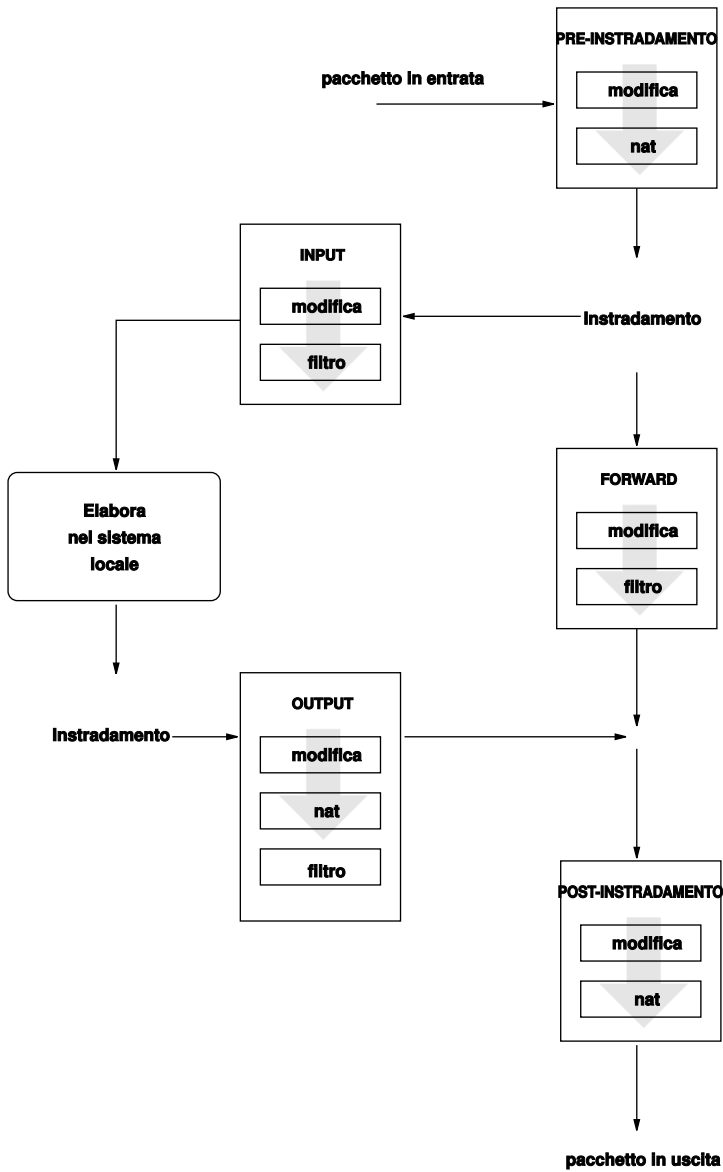 PRE-INSTRADAMENTO
pacchetto in entrata
modifica
nat
INPUT
modifica
filtro
Instradamento
Elabora
nel sistema
locale
FORWARD
modifica
filtro
Instradamento
OUTPUT
modifica
nat
filtro
POST-INSTRADAMENTO
modifica
nat
pacchetto in uscita